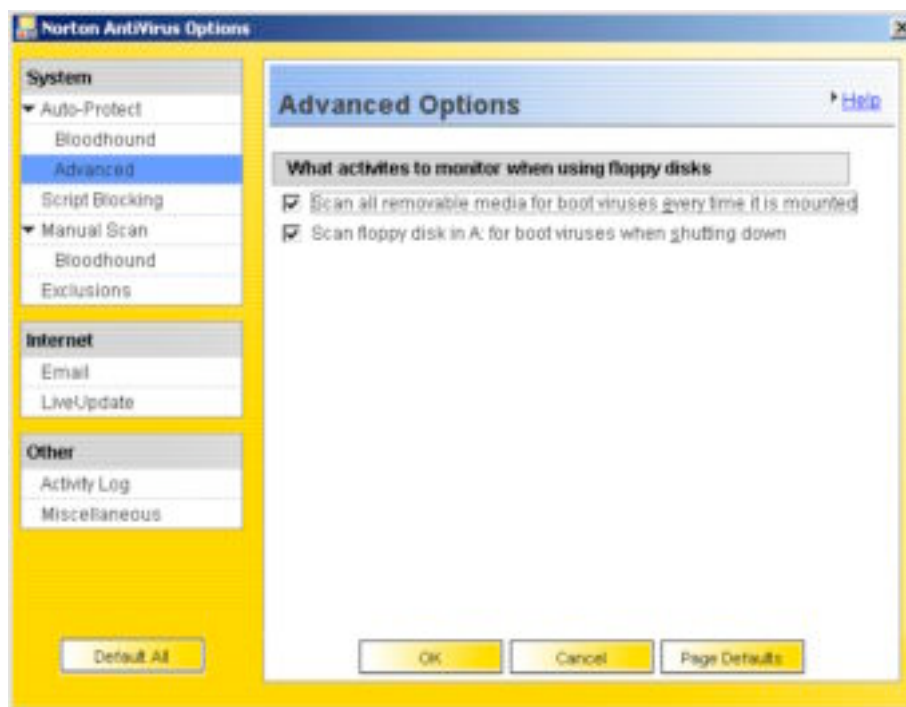 Norton AntiVirus Options
System
Auto-Protect
Bloodhound
Advanced
Script Blocking
Manual Scan
Bloodhound
Exclusions
Internet
Email
LiveUpdate
Other
Activity Log
Miscellaneous
Default All
Advanced Options
Help
What activites to monitor when using floppy disks
Scan all removable media for boot viruses every time it is mounted
Scan floppy disk in A: for boot viruses when shutting down
OK
Cancel
Page Defaults